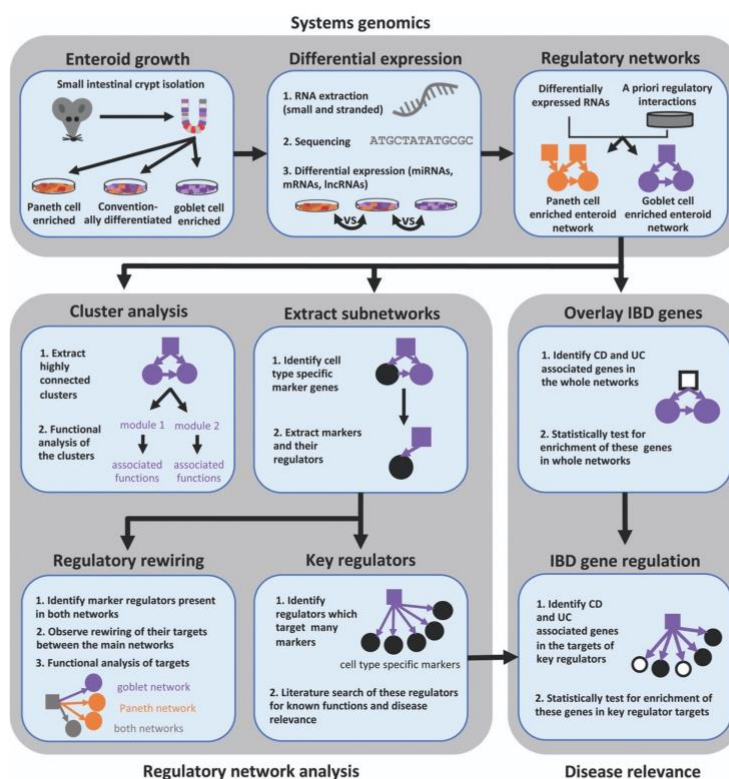 Systems genomics
Enteroid growth
Small intestinal crypt isolation
Paneth cell
enriched
Convention-
ally differentiated
goblet cell
enriched
Differential expression
1. RNA extraction
(small and stranded)
2. Sequencing
ATGCTATATGCGC
3. Differential expression (miRNAs,
mRNAs, lncRNAs)
vs
vs
Regulatory networks
Differentially
expressed RNAs
A priori regulatory
interactions
Paneth cell
enriched enteroid
network
Goblet cell
enriched enteroid
network
Cluster analysis
1. Extract
highly
connected
clusters
2. Functional
analysis of
the clusters
module 1
module 2
associated
functions
associated
functions
Extract subnetworks
1. Identify cell
type specific
marker genes
2. Extract markers
and their
regulators
Overlay IBD genes
1. Identify CD and UC
associated genes in
the whole networks
2. Statistically test for
enrichment of these genes
in whole networks
Regulatory rewiring
1. Identify marker regulators present
in both networks
2. Observe rewiring of their targets
between the main networks
3. Functional analysis of targets
goblet network
Paneth network
both networks
Key regulators
1. Identify
regulators which
target many
markers
cell type specific markers
2. Literature search of these regulators
for known functions and disease
relevance
IBD gene regulation
1. Identify CD
and UC
associated genes
in the targets of
key regulators
2. Statistically test for enrichment of
these genes in key regulator targets
Regulatory network analysis
Disease relevance